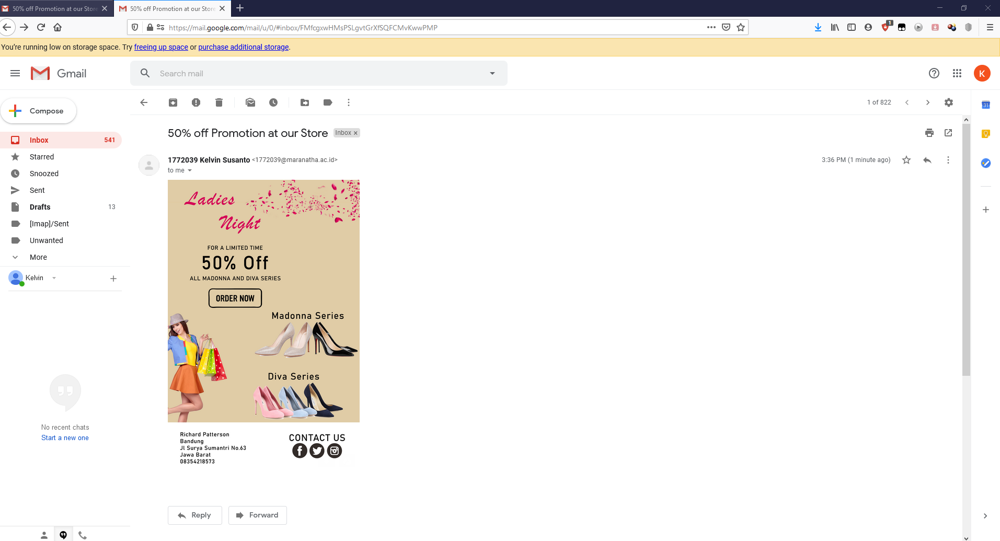 50% off Promotion at our Store
50% off Promotion at our Store
https://mail.google.com/mail/u/0/#inbox/FMfcgxwHMsPSLgvtGrXfSQFCMvKwwPMP
1
You're running low on storage space. Try freeing up space or purchase additional storage.
Gmail
Search mail
K
Compose
1 of 822
31
50% off Promotion at our Store
Inbox ×
Inbox 541
Starred
Snoozed
Sent
Drafts 13
[Imap]/Sent
Unwanted
More
Kelvin
No recent chats
Start a new one
1772039 Kelvin Susanto <1772039@maranatha.ac.id>
3:36 PM (1 minute ago)
to me
Ladies
Night
FOR A LIMITED TIME
50% Off
ALL MADONNA AND DIVA SERIES
ORDER NOW
Madonna Series
Diva Series
Richard Patterson
Bandung
Jl Surya Sumantri No.63
Jawa Barat
08354218573
CONTACT US
Reply
Forward